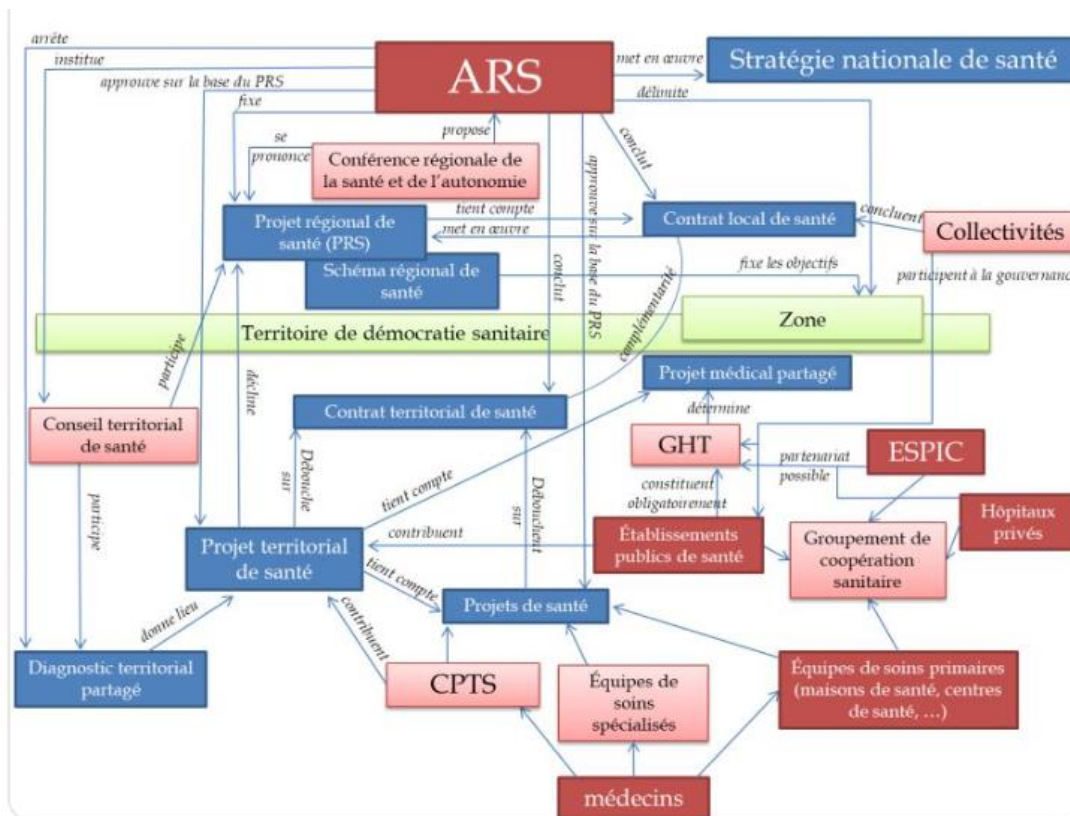 arrête
institue
approuve sur la base du PRS
fixe
ARS
met en œuvre
Stratégie nationale de santé
délimite
propose
se
prononce
Conférence régionale de
la santé et de l'autonomie
conclut
approuve sur la base du PRS
Projet régional de
santé (PRS)
tient compte
met en œuvre
Contrat local de santé
concluent
Collectivités
Schéma régional de
santé
conclut
fixe les objectifs
participent à la gouvernance
complémentarité
Territoire de démocratie sanitaire
Zone
participe
décline
Projet médical partagé
Conseil territorial
de santé
Contrat territorial de santé
détermine
GHT
partenariat
possible
ESPIC
Débouche
sur
tient compte
Débouchent
sur
constituent
obligatoirement
participe
Projet territorial
de santé
contribuent
Établissements
publics de santé
Groupement de
coopération
sanitaire
Hôpitaux
privés
tient compte
Projets de santé
donne lieu
contribuent
Diagnostic territorial
partagé
CPTS
Équipes de
soins
spécialisés
Équipes de soins primaires
(maisons de santé, centres
de santé, …)
médecins